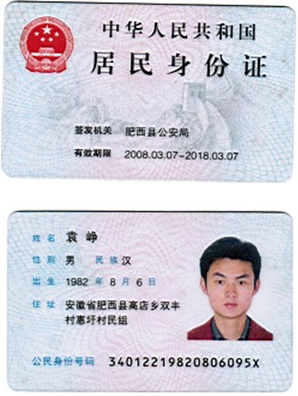 中华人民共和国
居民身份证
签发机关 肥西县公安局
有效期限 2008.03.07-2018.03.07
姓名 袁峥
性别 男 民族 汉
出生 1982 年 8 月 6 日
住址 安徽省肥西县高店乡双丰
村惠圩村民组
公民身份号码 34012219820806095X